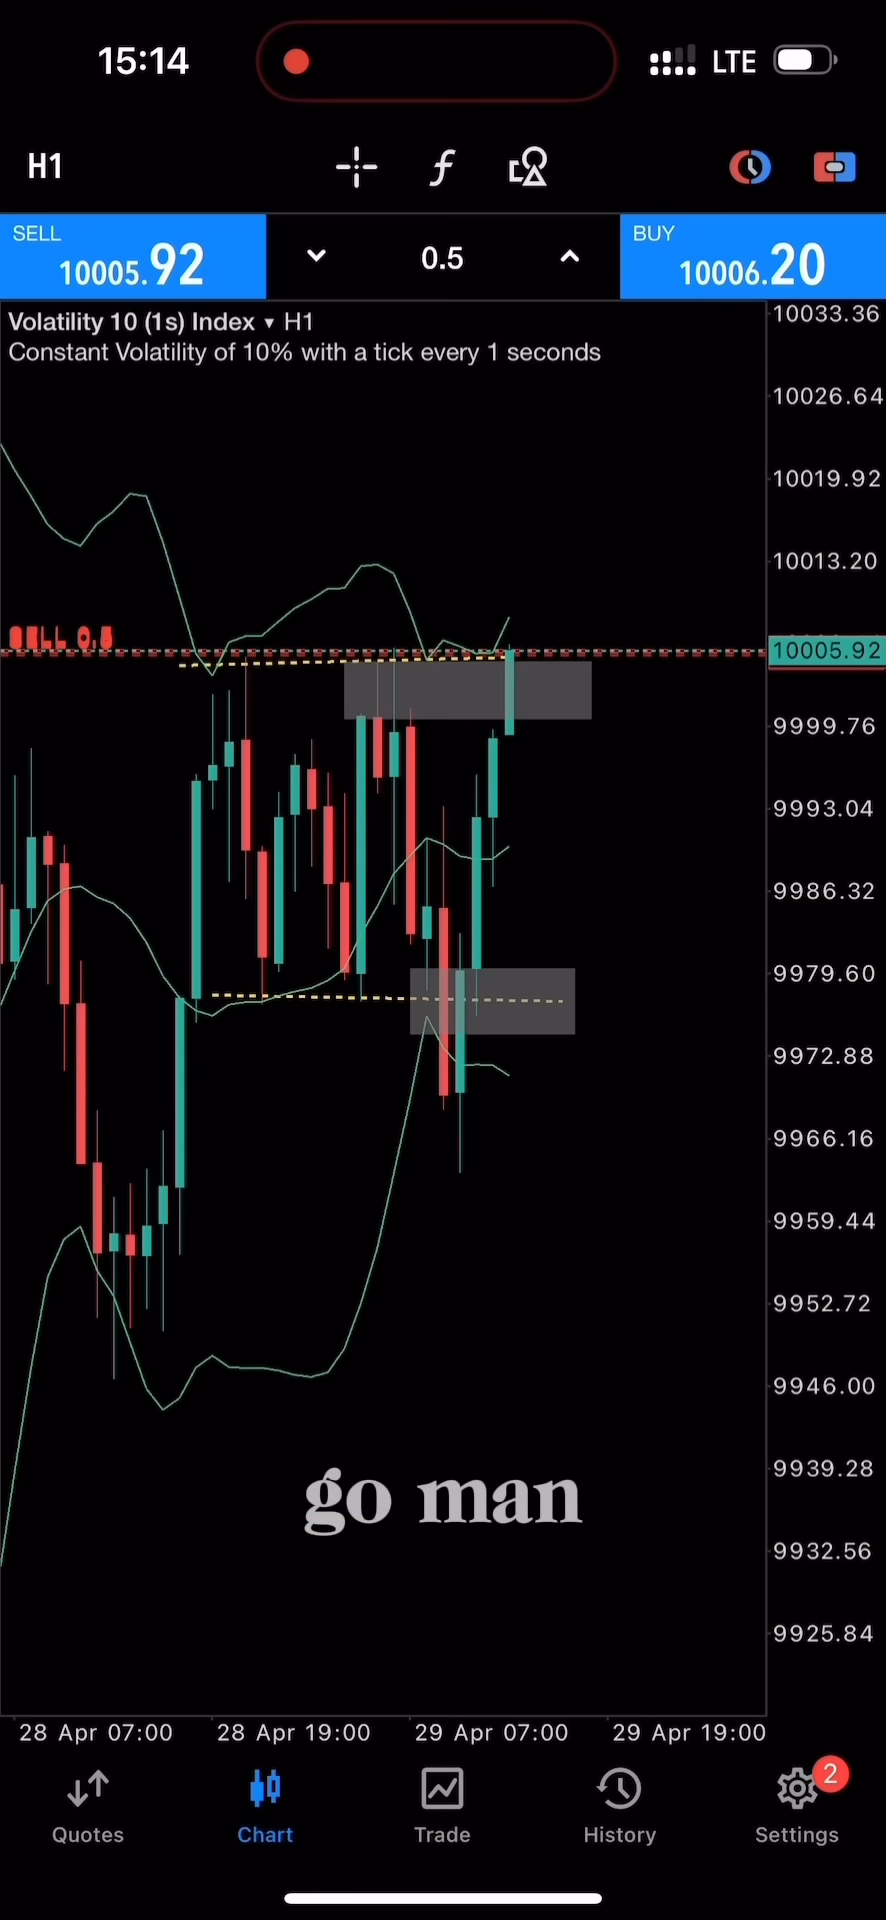 15:14
LTE
H1
SELL
10005.92
0.5
BUY
10006.20
Volatility 10 (1s) Index ▾ H1
Constant Volatility of 10% with a tick every 1 seconds
10033.36
10026.64
10019.92
10013.20
SELL 0.5
10005.92
9999.76
9993.04
9986.32
9979.60
9972.88
9966.16
9959.44
9952.72
9946.00
9939.28
9932.56
9925.84
go man
28 Apr 07:00
28 Apr 19:00
29 Apr 07:00
29 Apr 19:00
2
Quotes
Chart
Trade
History
Settings